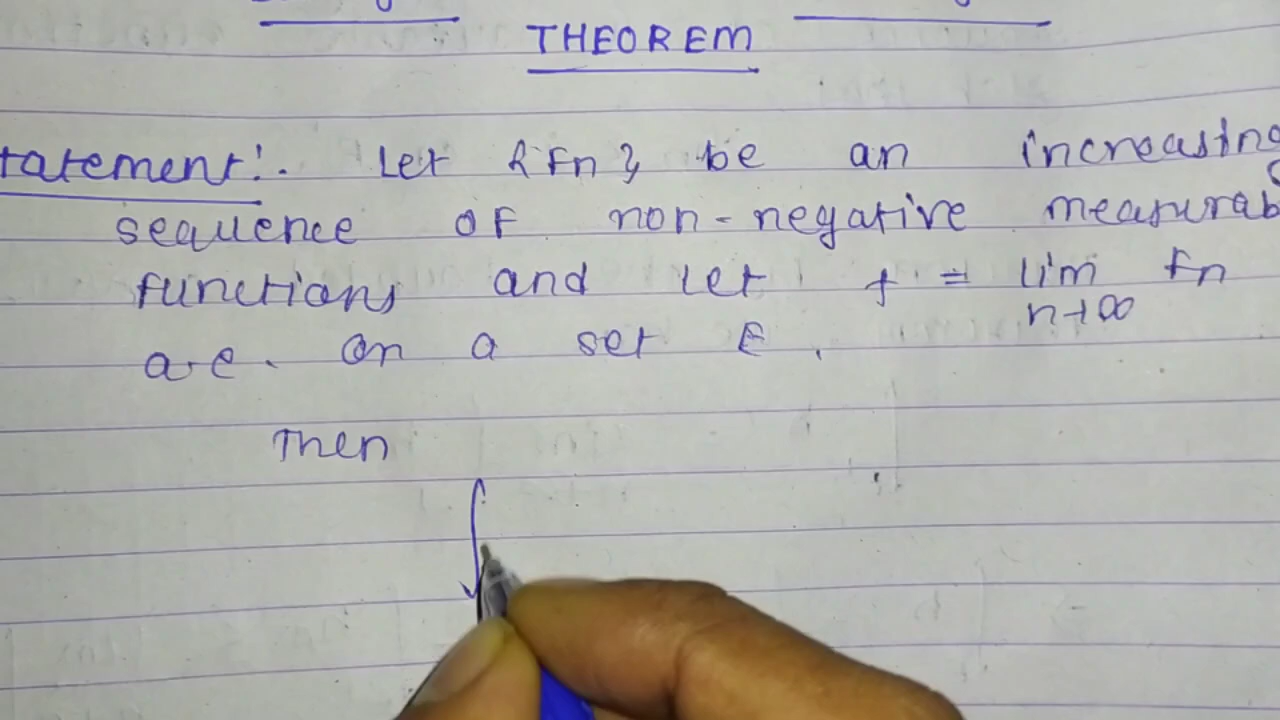 THEOREM
tatement:. Let {fn} be an increasing
sequence of non-negative measurab
functions and let f = lim fn
n→∞
a.e. on a set E.
Then
∫